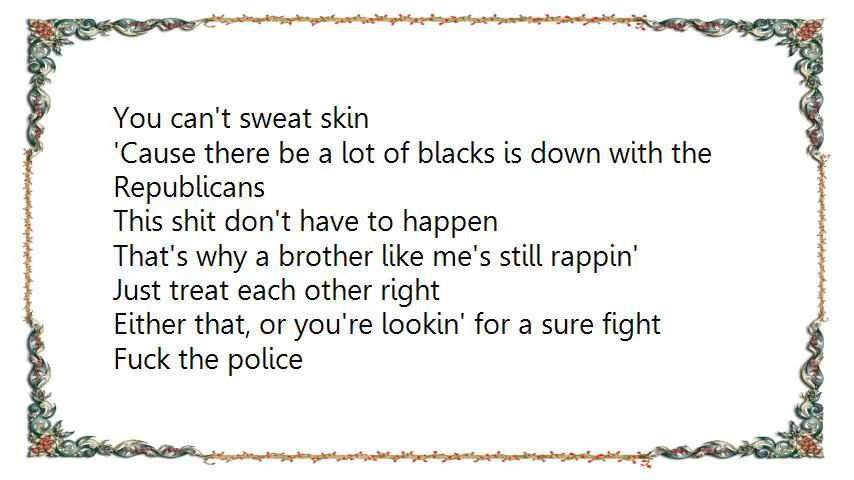 You can't sweat skin
'Cause there be a lot of blacks is down with the
Republicans
This shit don't have to happen
That's why a brother like me's still rappin'
Just treat each other right
Either that, or you're lookin' for a sure fight
Fuck the police